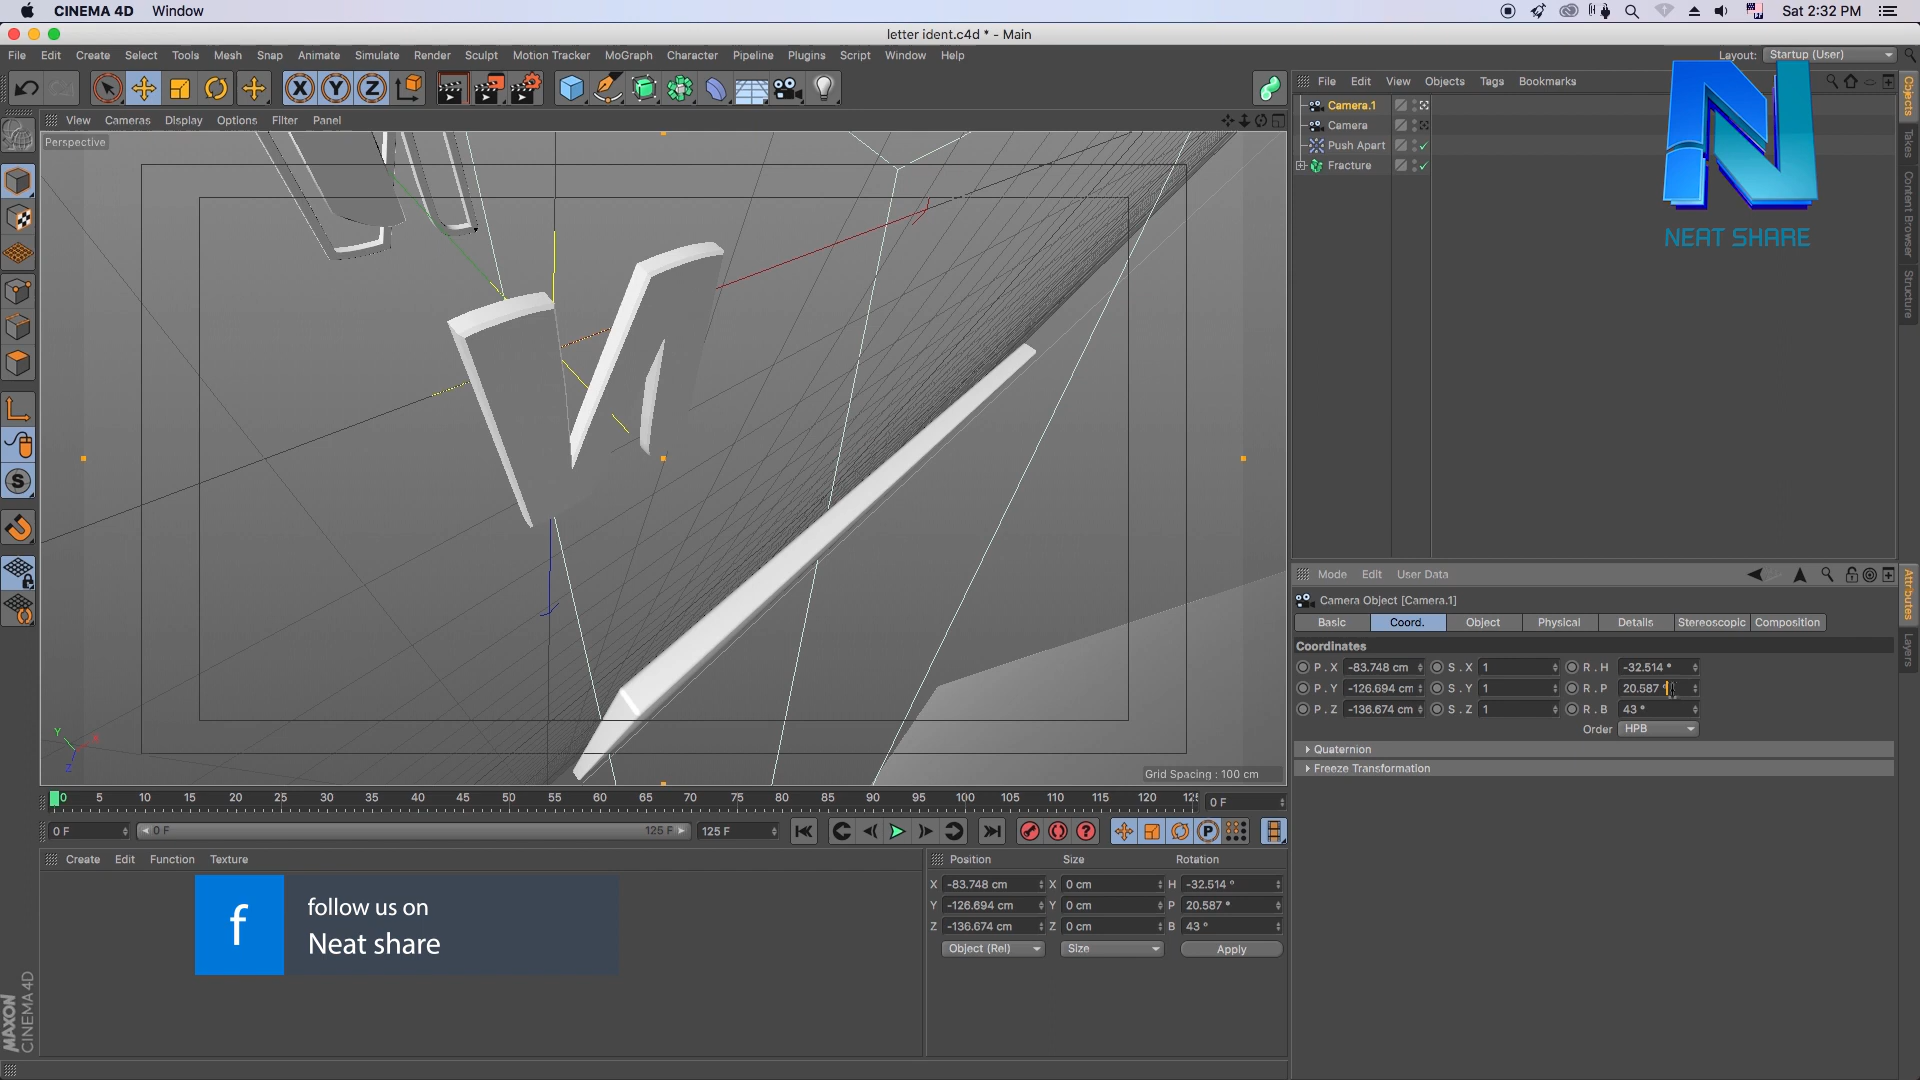 CINEMA 4D Window
Sat 2:32 PM
letter ident.c4d * - Main
File Edit Create Select Tools Mesh Snap Animate Simulate Render Sculpt Motion Tracker MoGraph Character Pipeline Plugins Script Window Help
Layout: Startup (User)
View Cameras Display Options Filter Panel
Perspective
File Edit View Objects Tags Bookmarks
Camera.1
Camera
Push Apart
Fracture
NEAT SHARE
Objects
Takes
Content Browser
Structure
Mode Edit User Data
Camera Object [Camera.1]
Basic Coord. Object Physical Details Stereoscopic Composition
Coordinates
P . X -83.748 cm S . X 1 R . H -32.514 °
P . Y -126.694 cm S . Y 1 R . P 20.587 °
P . Z -136.674 cm S . Z 1 R . B 43 °
Order HPB
Quaternion
Freeze Transformation
Attributes
Layers
Y X Z
Grid Spacing : 100 cm
0 5 10 15 20 25 30 35 40 45 50 55 60 65 70 75 80 85 90 95 100 105 110 115 120 0 F
0 F 0 F 125 F 125 F
Create Edit Function Texture
Position Size Rotation
X -83.748 cm X 0 cm H -32.514 °
Y -126.694 cm Y 0 cm P 20.587 °
Z -136.674 cm Z 0 cm B 43 °
Object (Rel) Size Apply
f
follow us on
Neat share
MAXON
CINEMA 4D